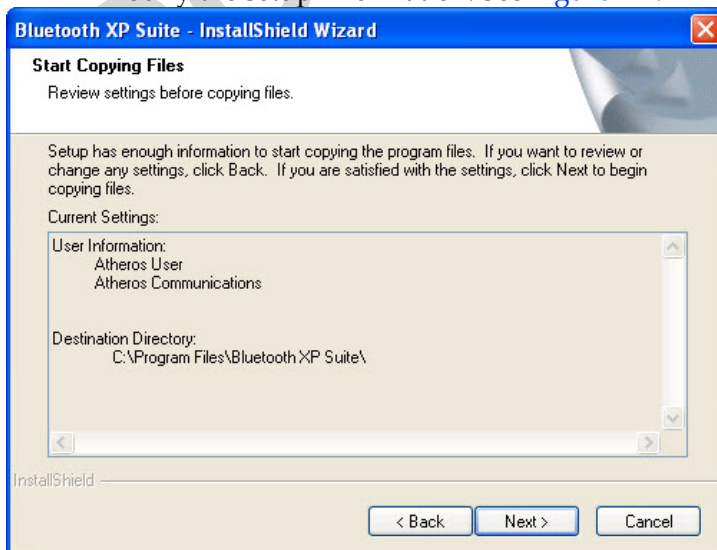 Bluetooth XP Suite - InstallShield Wizard
Start Copying Files
Review settings before copying files.
Setup has enough information to start copying the program files. If you want to review or
change any settings, click Back. If you are satisfied with the settings, click Next to begin
copying files.
Current Settings:
User Information:
Atheros User
Atheros Communications
Destination Directory:
C:\Program Files\Bluetooth XP Suite\
InstallShield
< Back Next > Cancel